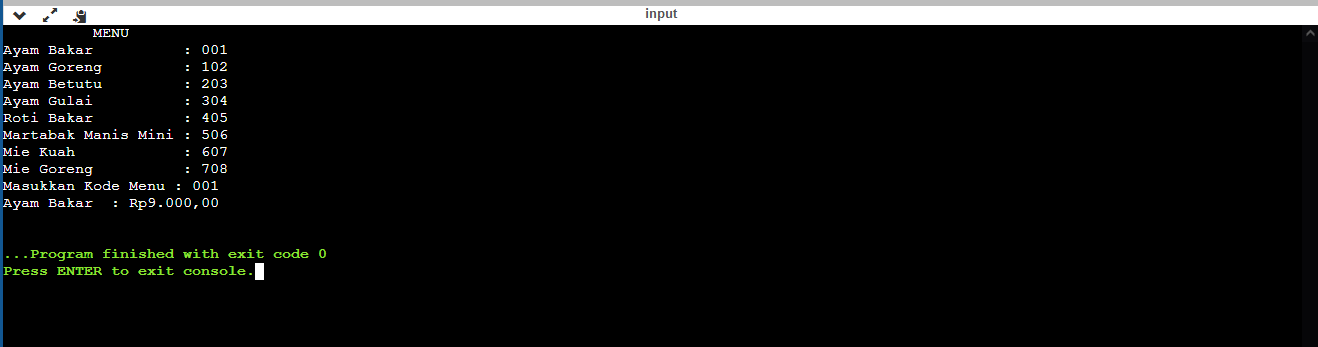 input
MENU
Ayam Bakar : 001
Ayam Goreng : 102
Ayam Betutu : 203
Ayam Gulai : 304
Roti Bakar : 405
Martabak Manis Mini : 506
Mie Kuah : 607
Mie Goreng : 708
Masukkan Kode Menu : 001
Ayam Bakar : Rp9.000,00
...Program finished with exit code 0
Press ENTER to exit console.